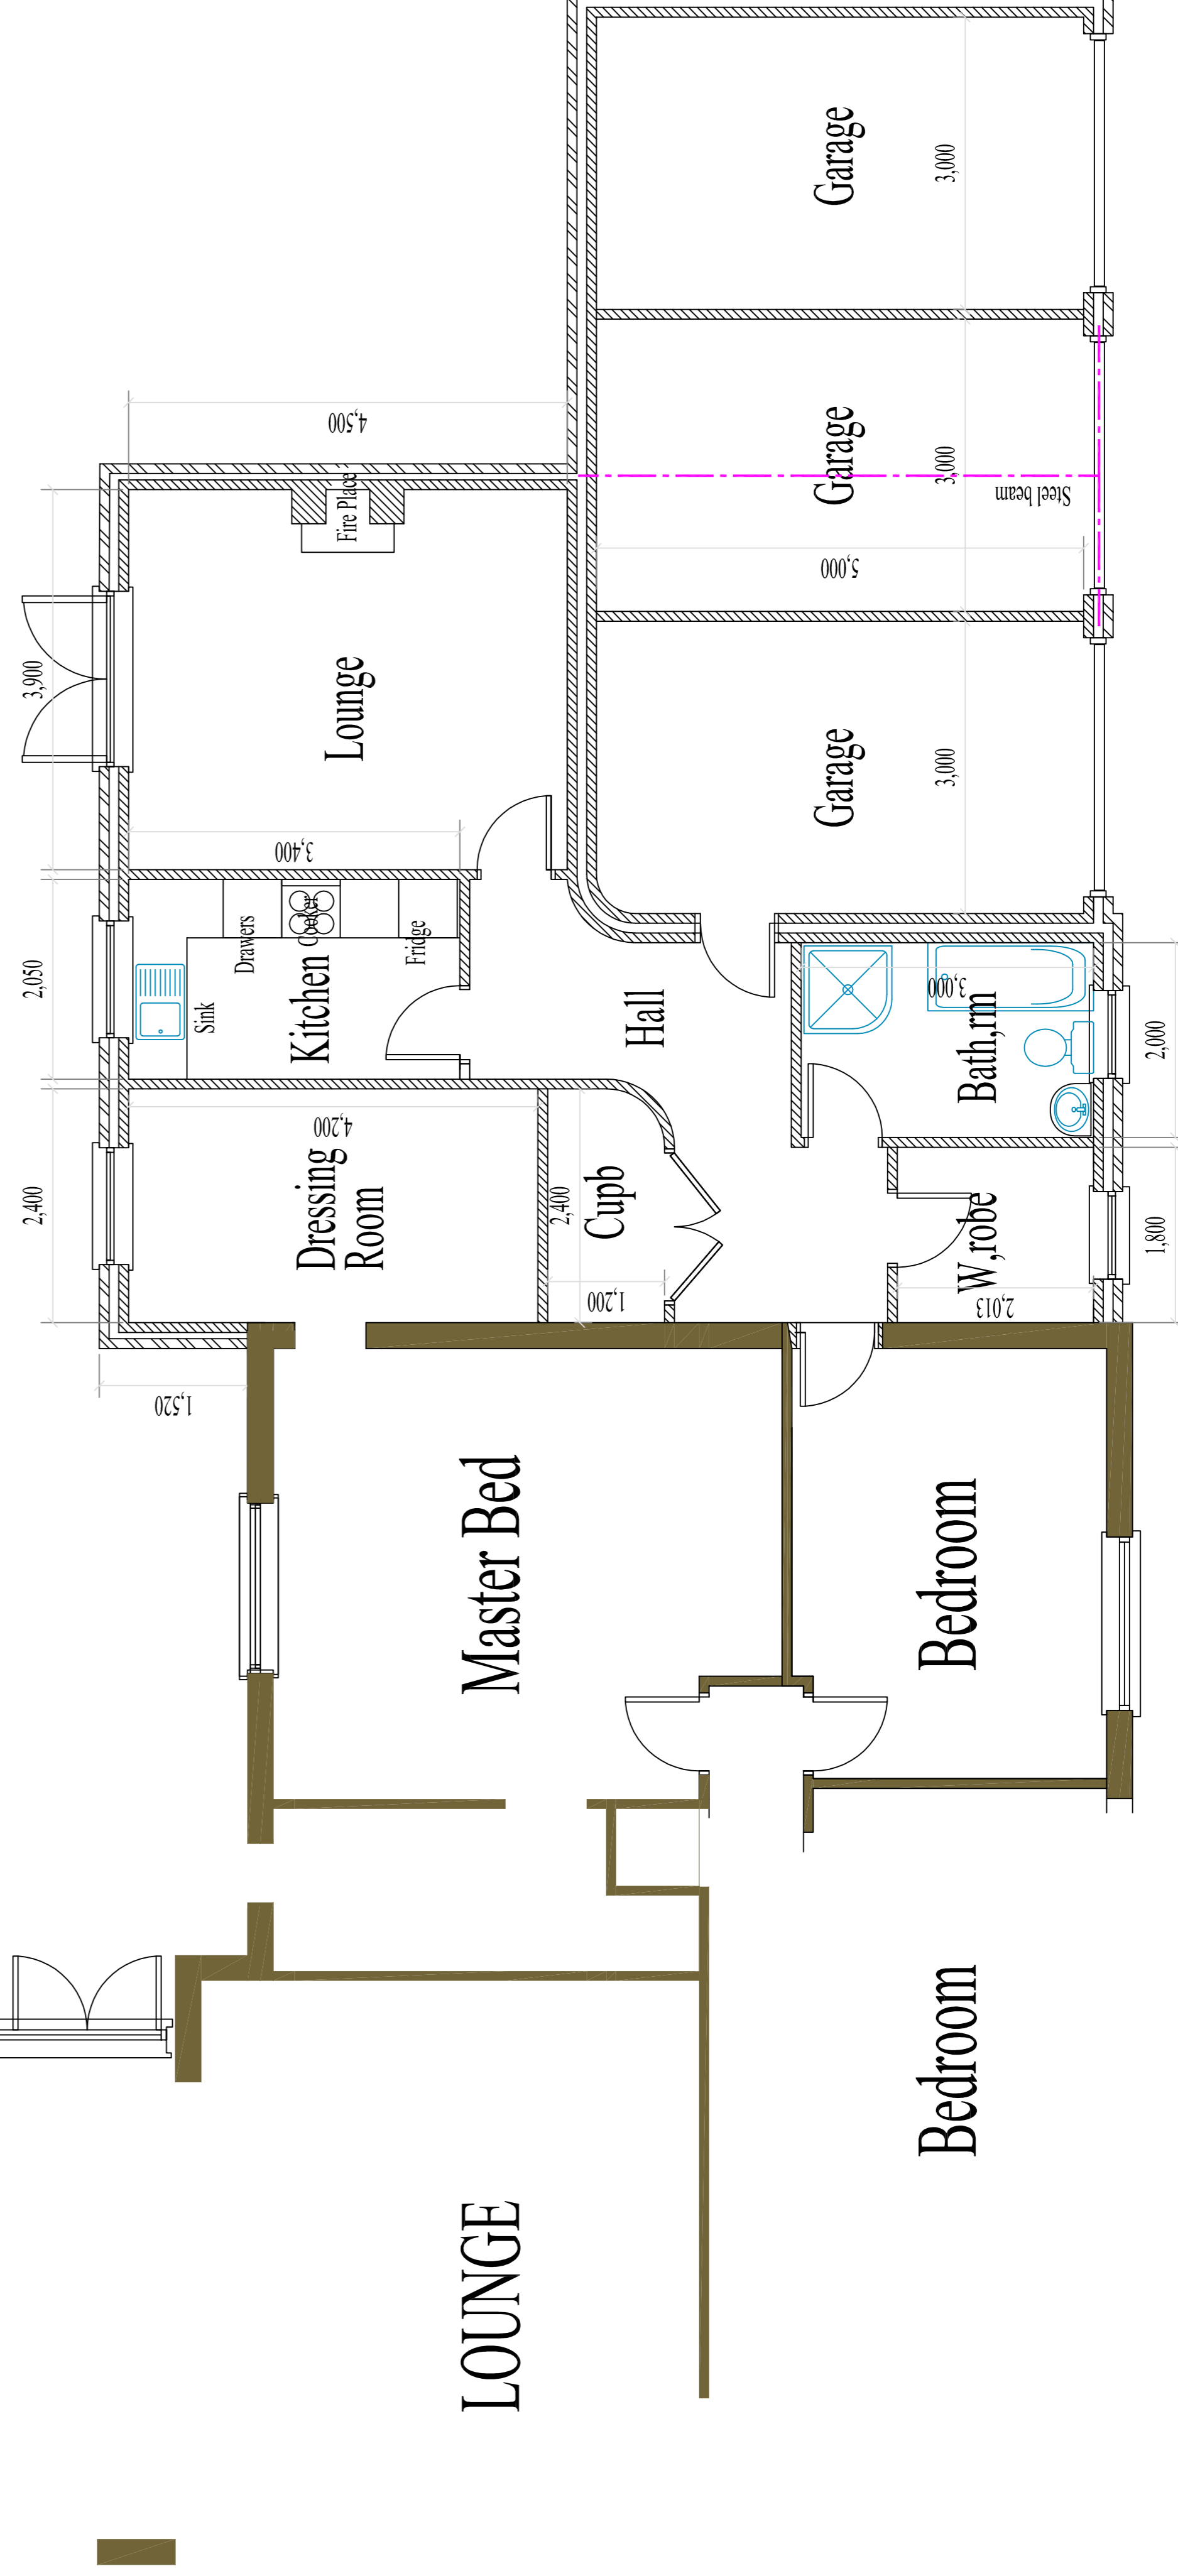 Garage
3,000
Garage
3,000
Steel beam
5,000
Garage
3,000
4,500
Fire Place
3,900
Lounge
3,400
Drawers
Cooker
Fridge
2,050
Sink
Kitchen
Hall
3,000
Bath,rm
2,000
4,200
2,400
Dressing
Room
2,400
Cupb
1,200
W,robe
2,013
1,800
1,520
Master Bed
Bedroom
Bedroom
LOUNGE